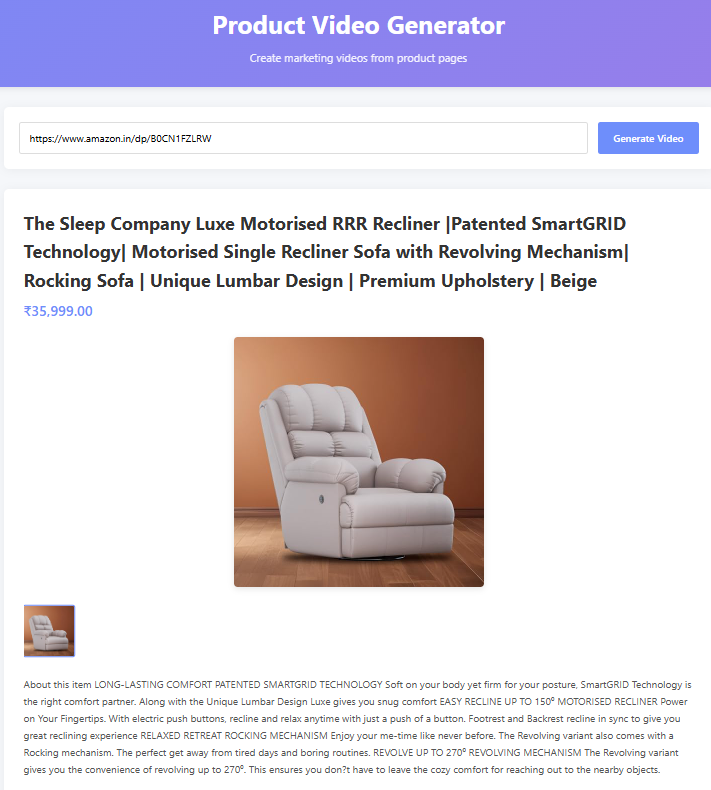 Product Video Generator
Create marketing videos from product pages
https://www.amazon.in/dp/B0CN1FZLRW
Generate Video
The Sleep Company Luxe Motorised RRR Recliner |Patented SmartGRID
Technology| Motorised Single Recliner Sofa with Revolving Mechanism|
Rocking Sofa | Unique Lumbar Design | Premium Upholstery | Beige
₹35,999.00
About this item LONG-LASTING COMFORT PATENTED SMARTGRID TECHNOLOGY Soft on your body yet firm for your posture, SmartGRID Technology is
the right comfort partner. Along with the Unique Lumbar Design Luxe gives you snug comfort EASY RECLINE UP TO 150⁰ MOTORISED RECLINER Power
on Your Fingertips. With electric push buttons, recline and relax anytime with just a push of a button. Footrest and Backrest recline in sync to give you
great reclining experience RELAXED RETREAT ROCKING MECHANISM Enjoy your me-time like never before. The Revolving variant also comes with a
Rocking mechanism. The perfect get away from tired days and boring routines. REVOLVE UP TO 270⁰ REVOLVING MECHANISM The Revolving variant
gives you the convenience of revolving up to 270⁰. This ensures you don?t have to leave the cozy comfort for reaching out to the nearby objects.